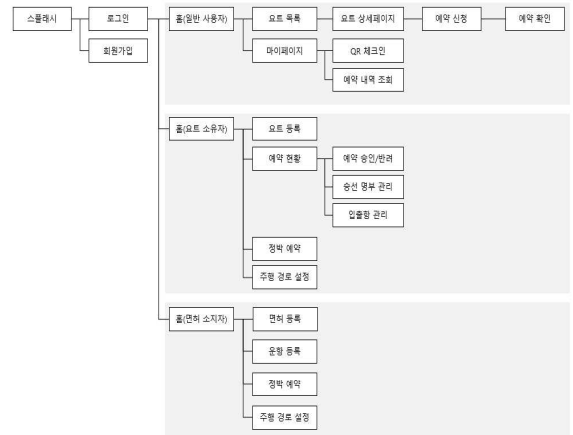 스플래시
로그인
홈(일반 사용자)
요트 목록
요트 상세페이지
예약 신청
예약 확인
회원가입
마이페이지
QR 체크인
예약 내역 조회
홈(요트 소유자)
요트 등록
예약 현황
예약 승인/반려
승선 명부 관리
입출항 관리
정박 예약
주행 경로 설정
홈(면허 소지자)
면허 등록
운항 등록
정박 예약
주행 경로 설정